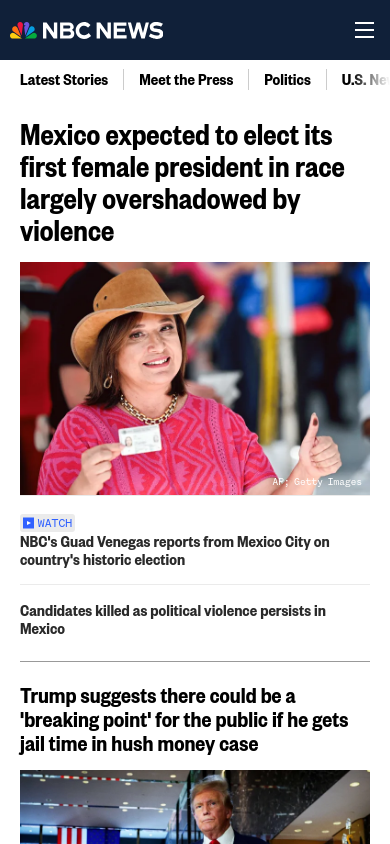 NBC NEWS
Latest Stories
Meet the Press
Politics
U.S. Ne
Mexico expected to elect its
first female president in race
largely overshadowed by
violence
AP; Getty Images
WATCH
NBC's Guad Venegas reports from Mexico City on
country's historic election
Candidates killed as political violence persists in
Mexico
Trump suggests there could be a
'breaking point' for the public if he gets
jail time in hush money case